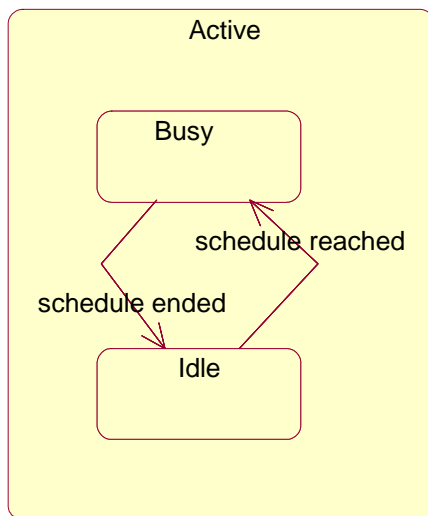 Active
Busy
schedule reached
schedule ended
Idle